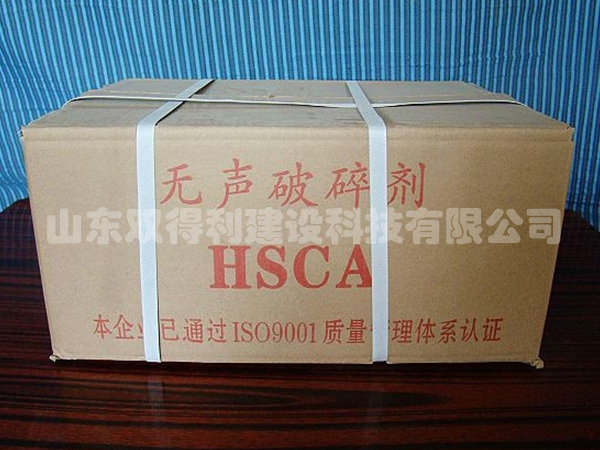 无声破碎剂
山东双得利建设科技有限公司
HSCA
本企业已通过ISO9001质量管理体系认证